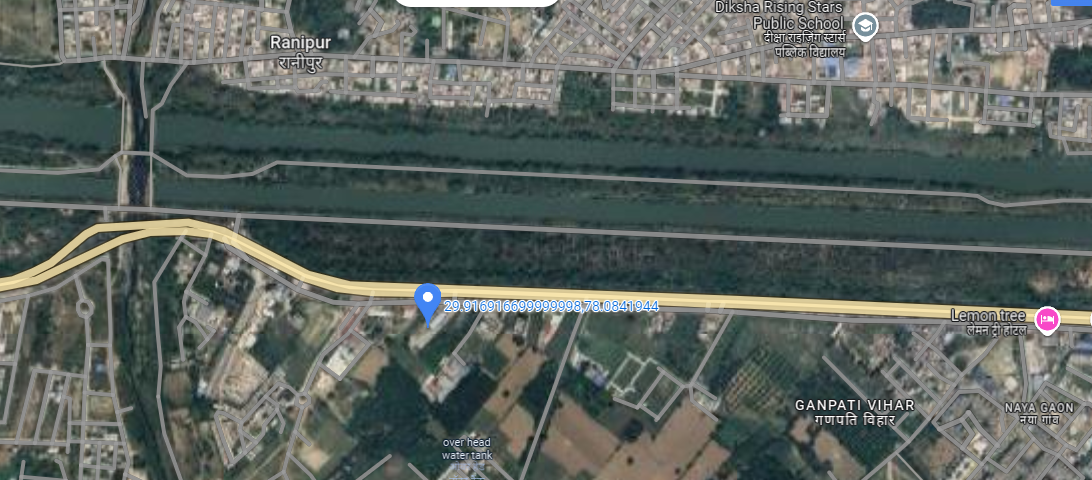 Diksha Rising Stars
Public School
दीक्षा राइजिंग स्टार्स
पब्लिक विद्यालय
Ranipur
रानीपुर
29.916916699999998,78.0841944
Lemon tree
लेमन ट्री होटल
GANPATI VIHAR
गणपति विहार
NAYA GAON
नया गांव
over head
water tank